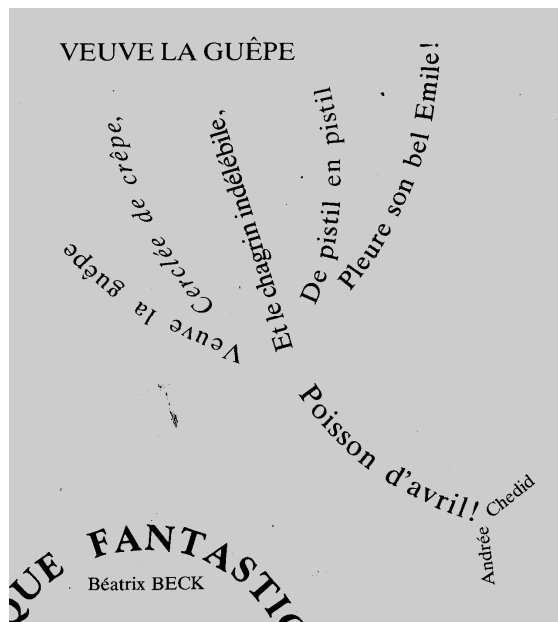 VEUVE LA GUÊPE
Veuve la guêpe
Cerclée de crêpe,
Et le chagrin indélébile,
De pistil en pistil
Pleure son bel Emile!
Poisson d'avril!
Andrée
Chedid
QUE FANTASTIQ
Béatrix BECK